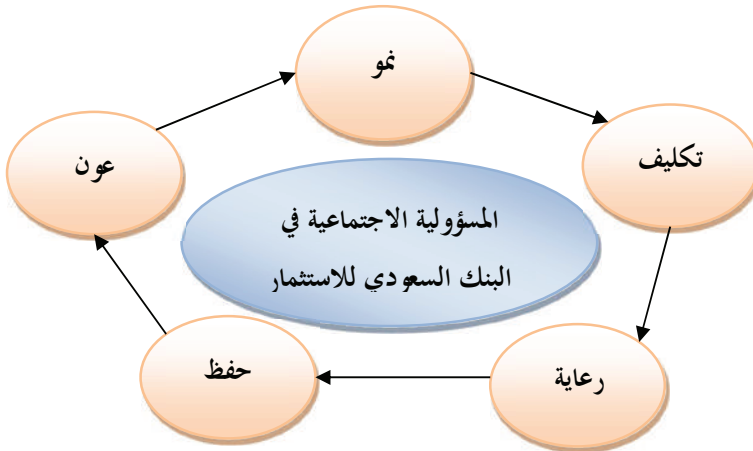 نمو
تكليف
عون
المسؤولية الاجتماعية في
البنك السعودي للاستثمار
حفظ
رعاية